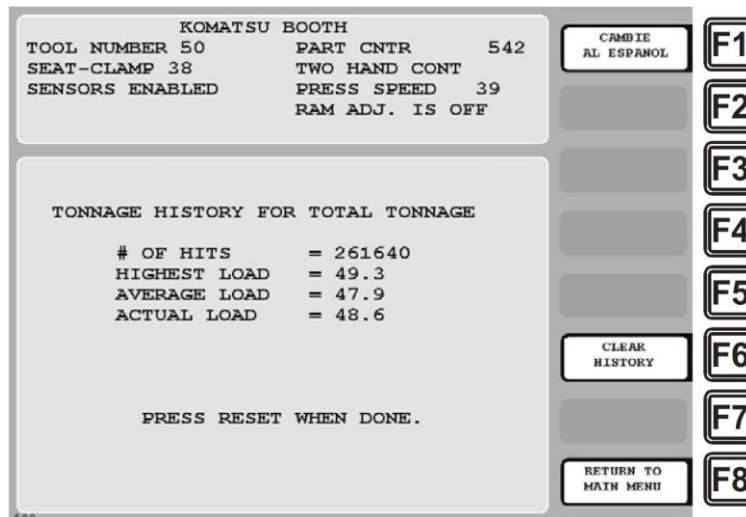 KOMATSU BOOTH
TOOL NUMBER 50 PART CNTR 542
SEAT-CLAMP 38 TWO HAND CONT
SENSORS ENABLED PRESS SPEED 39
RAM ADJ. IS OFF
TONNAGE HISTORY FOR TOTAL TONNAGE
# OF HITS = 261640
HIGHEST LOAD = 49.3
AVERAGE LOAD = 47.9
ACTUAL LOAD = 48.6
PRESS RESET WHEN DONE.
CAMBIE
AL ESPANOL
F1
F2
F3
F4
F5
CLEAR
HISTORY
F6
F7
RETURN TO
MAIN MENU
F8